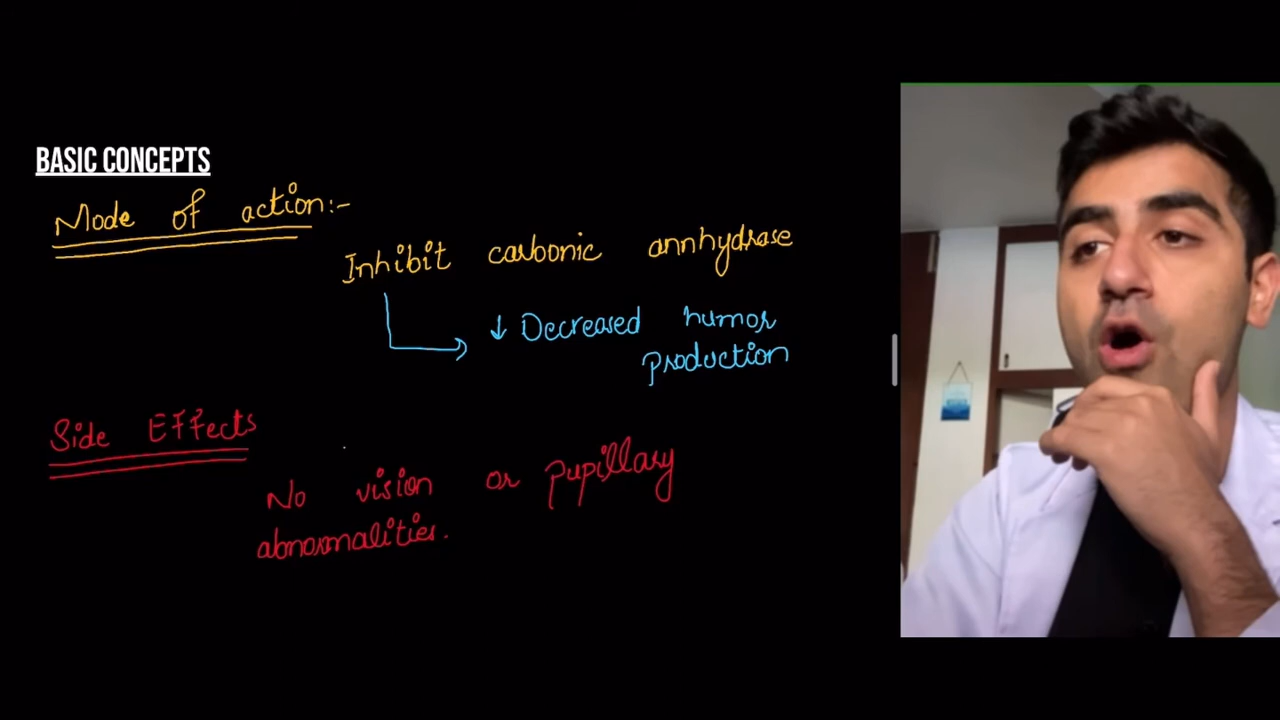 BASIC CONCEPTS
Mode of action:-
Inhibit carbonic annhydrase
↓ Decreased humor
production
Side Effects
No vision or pupillary
abnormalities.